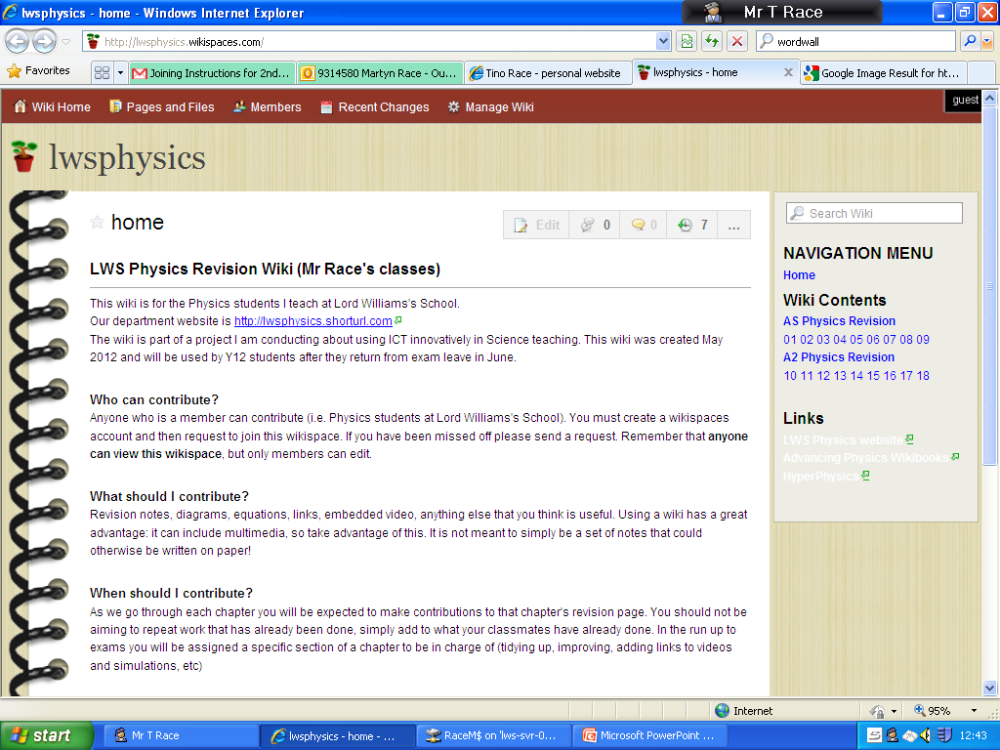 lwsphysics - home - Windows Internet Explorer
Mr T Race
http://lwsphysics.wikispaces.com/
wordwall
Favorites
Joining Instructions for 2nd...
9314580 Martyn Race - Ou...
Tino Race - personal website
lwsphysics - home
Google Image Result for ht...
Wiki Home
Pages and Files
Members
Recent Changes
Manage Wiki
guest
lwsphysics
home
Edit
0
0
7
...
LWS Physics Revision Wiki (Mr Race's classes)
This wiki is for the Physics students I teach at Lord Williams's School.
Our department website is http://lwsphysics.shorturl.com
The wiki is part of a project I am conducting about using ICT innovatively in Science teaching. This wiki was created May
2012 and will be used by Y12 students after they return from exam leave in June.
Who can contribute?
Anyone who is a member can contribute (i.e. Physics students at Lord Williams's School). You must create a wikispaces
account and then request to join this wikispace. If you have been missed off please send a request. Remember that anyone
can view this wikispace, but only members can edit.
What should I contribute?
Revision notes, diagrams, equations, links, embedded video, anything else that you think is useful. Using a wiki has a great
advantage: it can include multimedia, so take advantage of this. It is not meant to simply be a set of notes that could
otherwise be written on paper!
When should I contribute?
As we go through each chapter you will be expected to make contributions to that chapter's revision page. You should not be
aiming to repeat work that has already been done, simply add to what your classmates have already done. In the run up to
exams you will be assigned a specific section of a chapter to be in charge of (tidying up, improving, adding links to videos
and simulations, etc)
Search Wiki
NAVIGATION MENU
Home
Wiki Contents
AS Physics Revision
01 02 03 04 05 06 07 08 09
A2 Physics Revision
10 11 12 13 14 15 16 17 18
Links
LWS Physics website
Advancing Physics Wikibooks
HyperPhysics
Internet
95%
start
Mr T Race
lwsphysics - home - ...
RaceM$ on 'lws-svr-0...
Microsoft PowerPoint ...
12:43